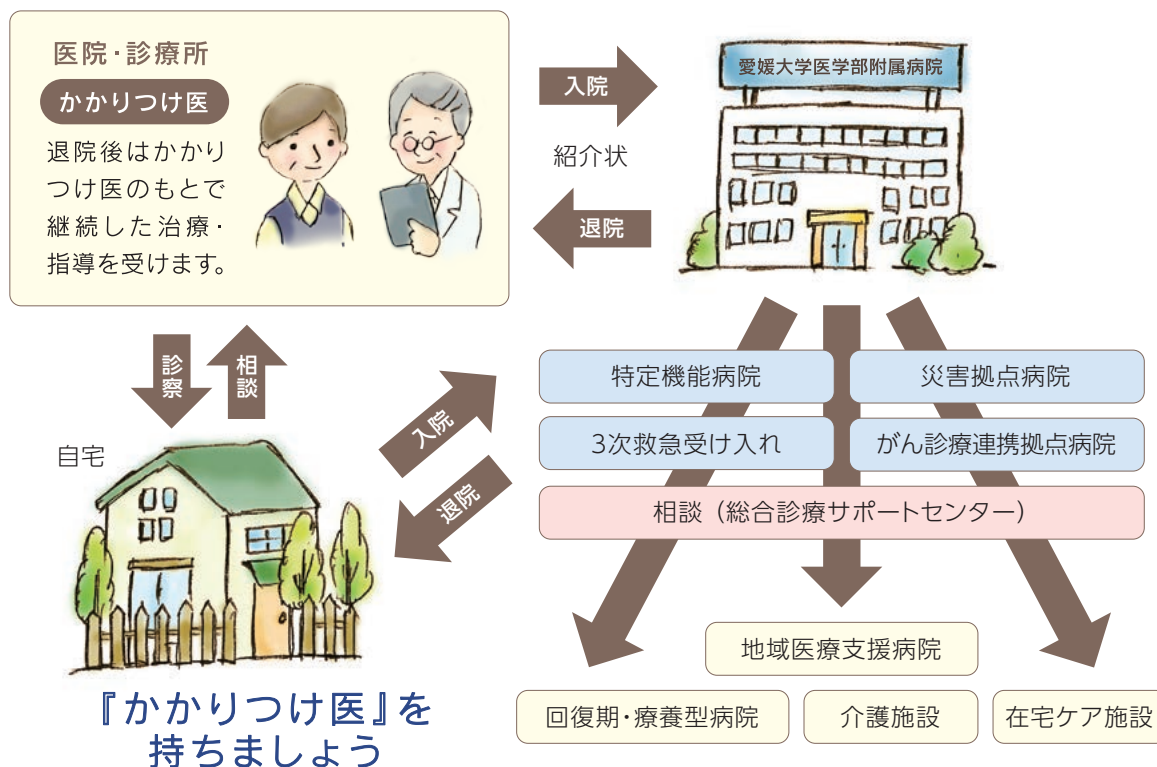 医院・診療所
かかりつけ医
退院後はかかり
つけ医のもとで
継続した治療・
指導を受けます。
入院
紹介状
退院
愛媛大学医学部附属病院
診察
相談
自宅
入院
退院
特定機能病院
災害拠点病院
3次救急受け入れ
がん診療連携拠点病院
相談（総合診療サポートセンター）
地域医療支援病院
回復期・療養型病院
介護施設
在宅ケア施設
『かかりつけ医』を
持ちましょう